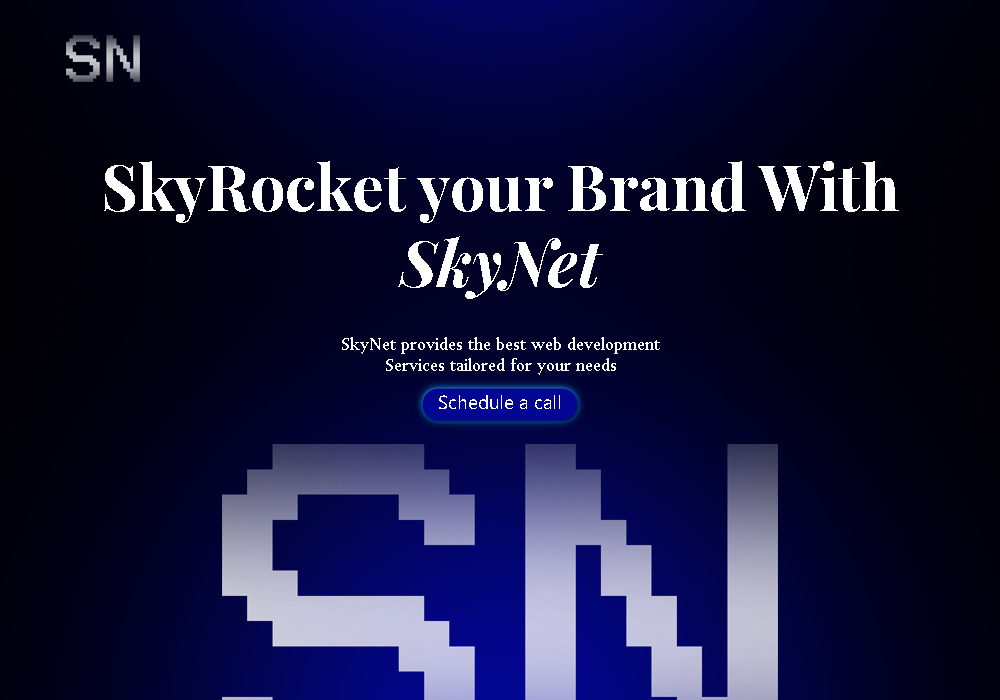 SN
SkyRocket your Brand With
SkyNet
SkyNet provides the best web development
Services tailored for your needs
Schedule a call
SN